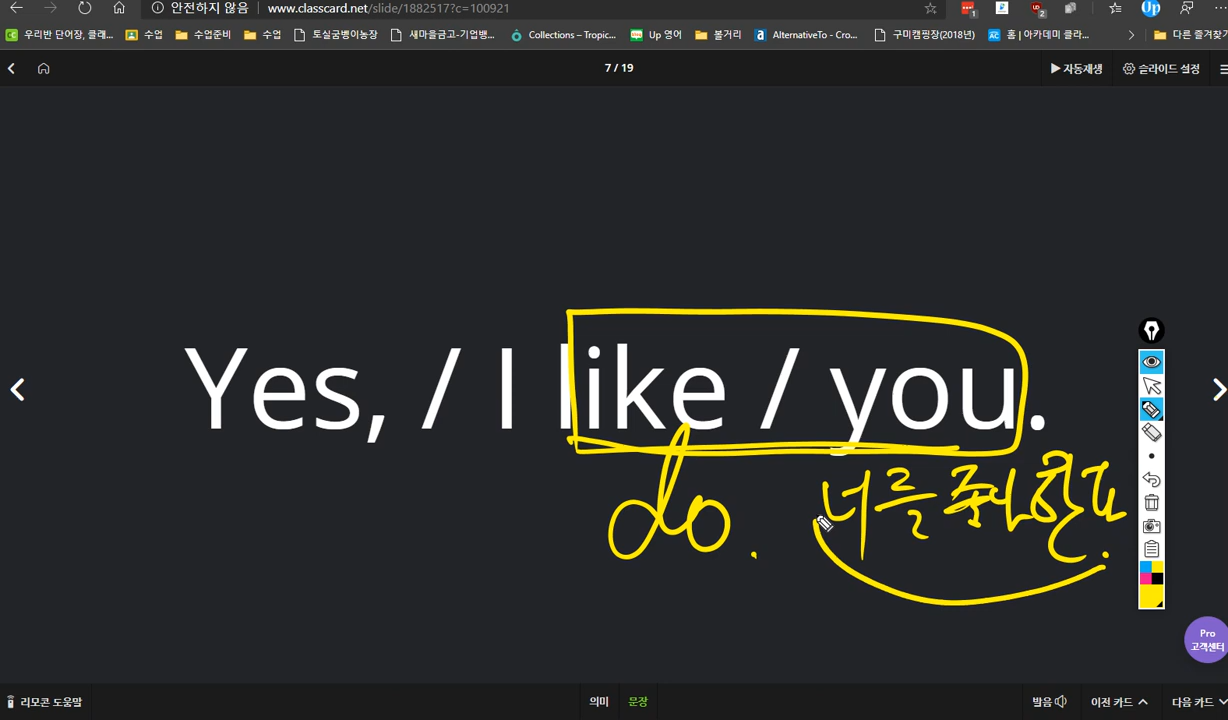 안전하지 않음 www.classcard.net/slide/1882517?c=100921
우리반 단어장, 클래... 수업 수업준비 수업 토실굼벵이농장 새마을금고-기업뱅... Collections – Tropic... Up 영어 볼거리 AlternativeTo - Cro... 구미캠핑장(2018년) 홈 | 아카데미 클라... 다른 즐겨찾기
7 / 19 자동재생 슬라이드 설정
Yes, / I like / you.
do. 너를 좋아한다.
Pro
고객센터
리모콘 도움말 의미 문장 발음 이전 카드 다음 카드